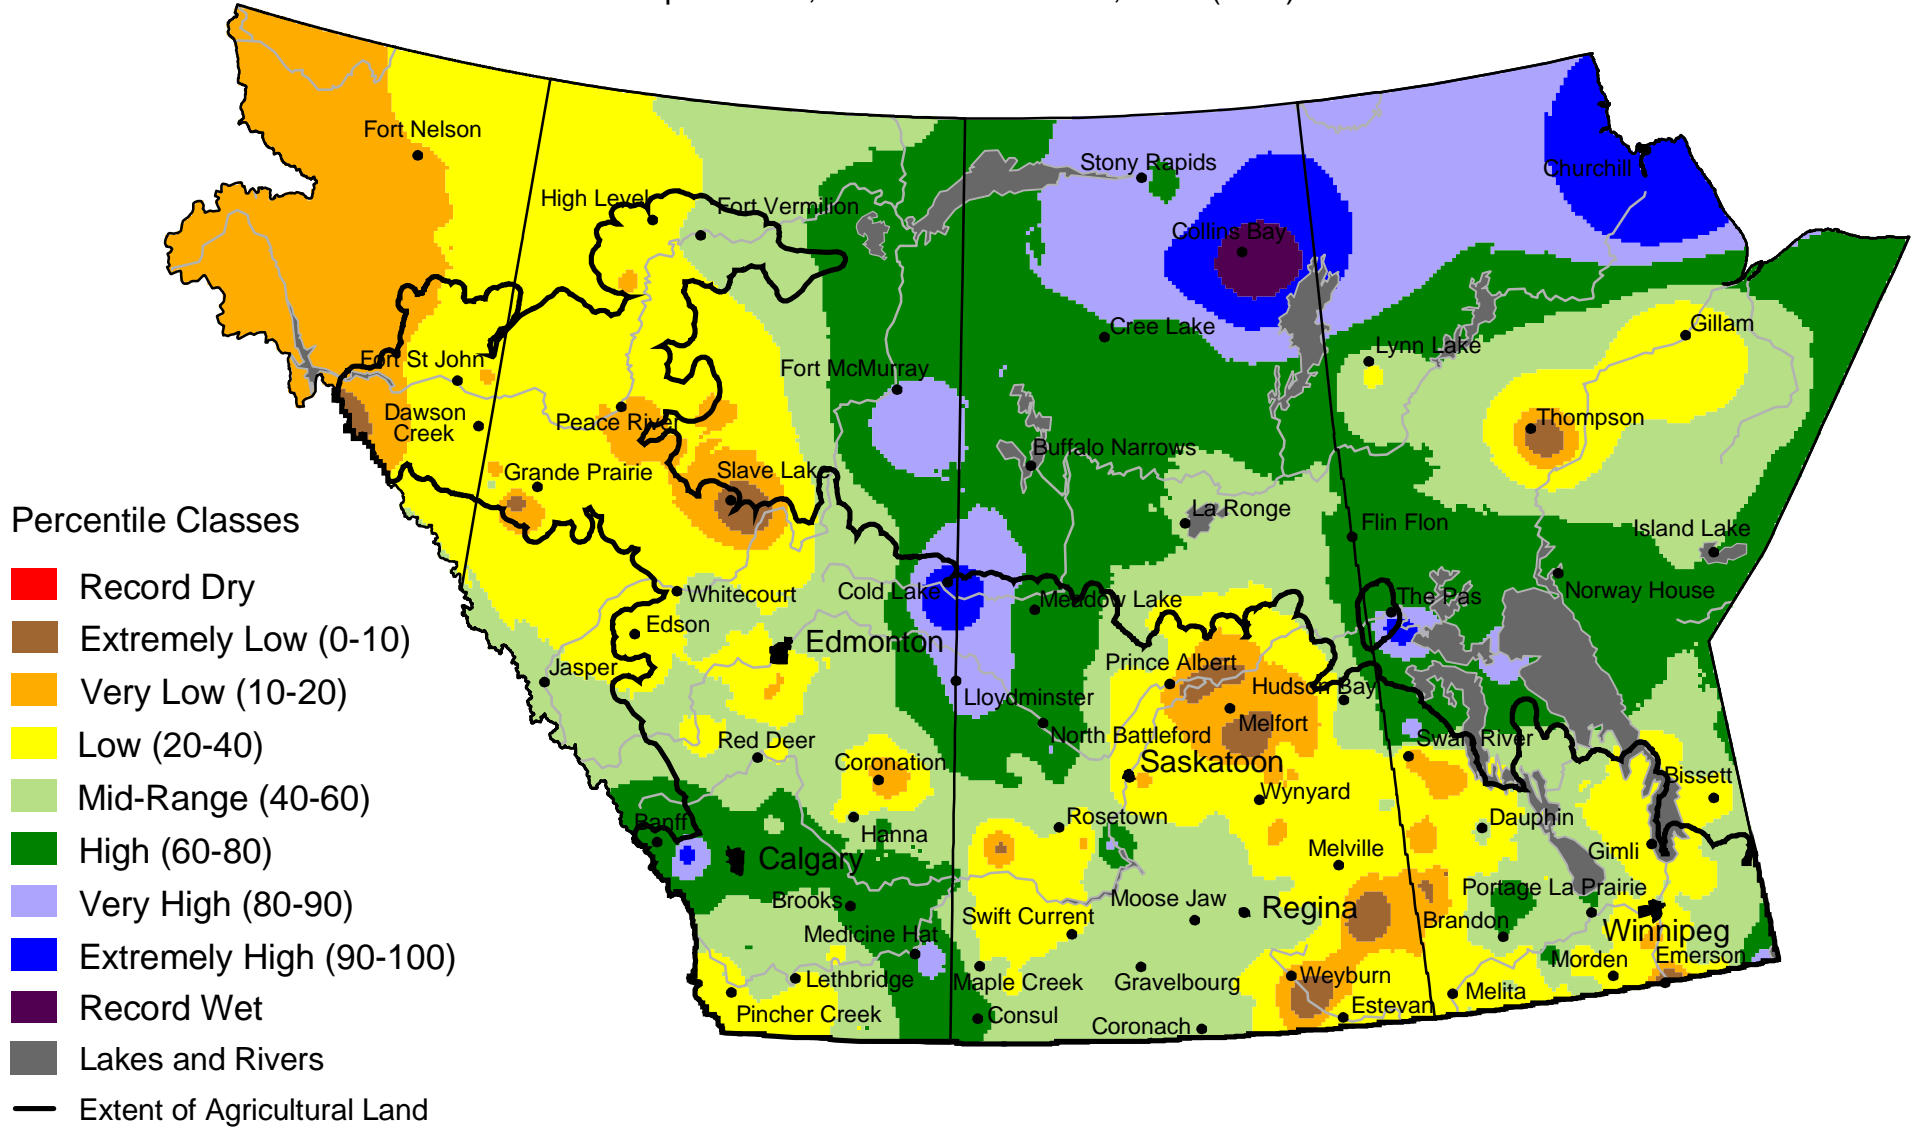 Fort Nelson
High Level
Fort Vermilion
Stony Rapids
Churchill
Collins Bay
Cree Lake
Gillam
Lynn Lake
Fort St John
Fort McMurray
Dawson
Creek
Peace River
Thompson
Buffalo Narrows
Grande Prairie
Slave Lake
La Ronge
Flin Flon
Island Lake
Whitecourt
Cold Lake
Meadow Lake
The Pas
Norway House
Edson
Edmonton
Jasper
Prince Albert
Hudson Bay
Lloydminster
Melfort
North Battleford
Red Deer
Swan River
Coronation
Saskatoon
Bissett
Wynyard
Rosetown
Dauphin
Banff
Hanna
Calgary
Melville
Gimli
Portage La Prairie
Brooks
Moose Jaw
Regina
Swift Current
Brandon
Winnipeg
Medicine Hat
Morden
Emerson
Lethbridge
Maple Creek
Gravelbourg
Weyburn
Melita
Pincher Creek
Consul
Coronach
Estevan
Percentile Classes
Record Dry
Extremely Low (0-10)
Very Low (10-20)
Low (20-40)
Mid-Range (40-60)
High (60-80)
Very High (80-90)
Extremely High (90-100)
Record Wet
Lakes and Rivers
Extent of Agricultural Land